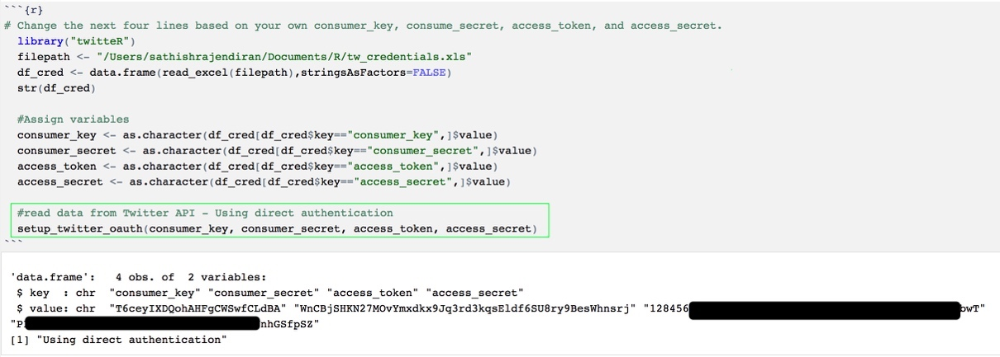 ```{r}
# Change the next four lines based on your own consumer_key, consume_secret, access_token, and access_secret.
library("twitteR")
filepath <- "/Users/sathishrajendiran/Documents/R/tw_credentials.xls"
df_cred <- data.frame(read_excel(filepath),stringsAsFactors=FALSE)
str(df_cred)
#Assign variables
consumer_key <- as.character(df_cred[df_cred$key=="consumer_key",]$value)
consumer_secret <- as.character(df_cred[df_cred$key=="consumer_secret",]$value)
access_token <- as.character(df_cred[df_cred$key=="access_token",]$value)
access_secret <- as.character(df_cred[df_cred$key=="access_secret",]$value)
#read data from Twitter API - Using direct authentication
setup_twitter_oauth(consumer_key, consumer_secret, access_token, access_secret)
```
'data.frame': 4 obs. of 2 variables:
$ key : chr "consumer_key" "consumer_secret" "access_token" "access_secret"
$ value: chr "T6ceyIXDQohAHFgCWSwfCLdBA" "WnCBjSHKN27MOvYmxdkx9Jq3rd3kqsEldf6SU8ry9BesWhnsrj" "128456 owT"
"P nhGSfpSZ"
[1] "Using direct authentication"